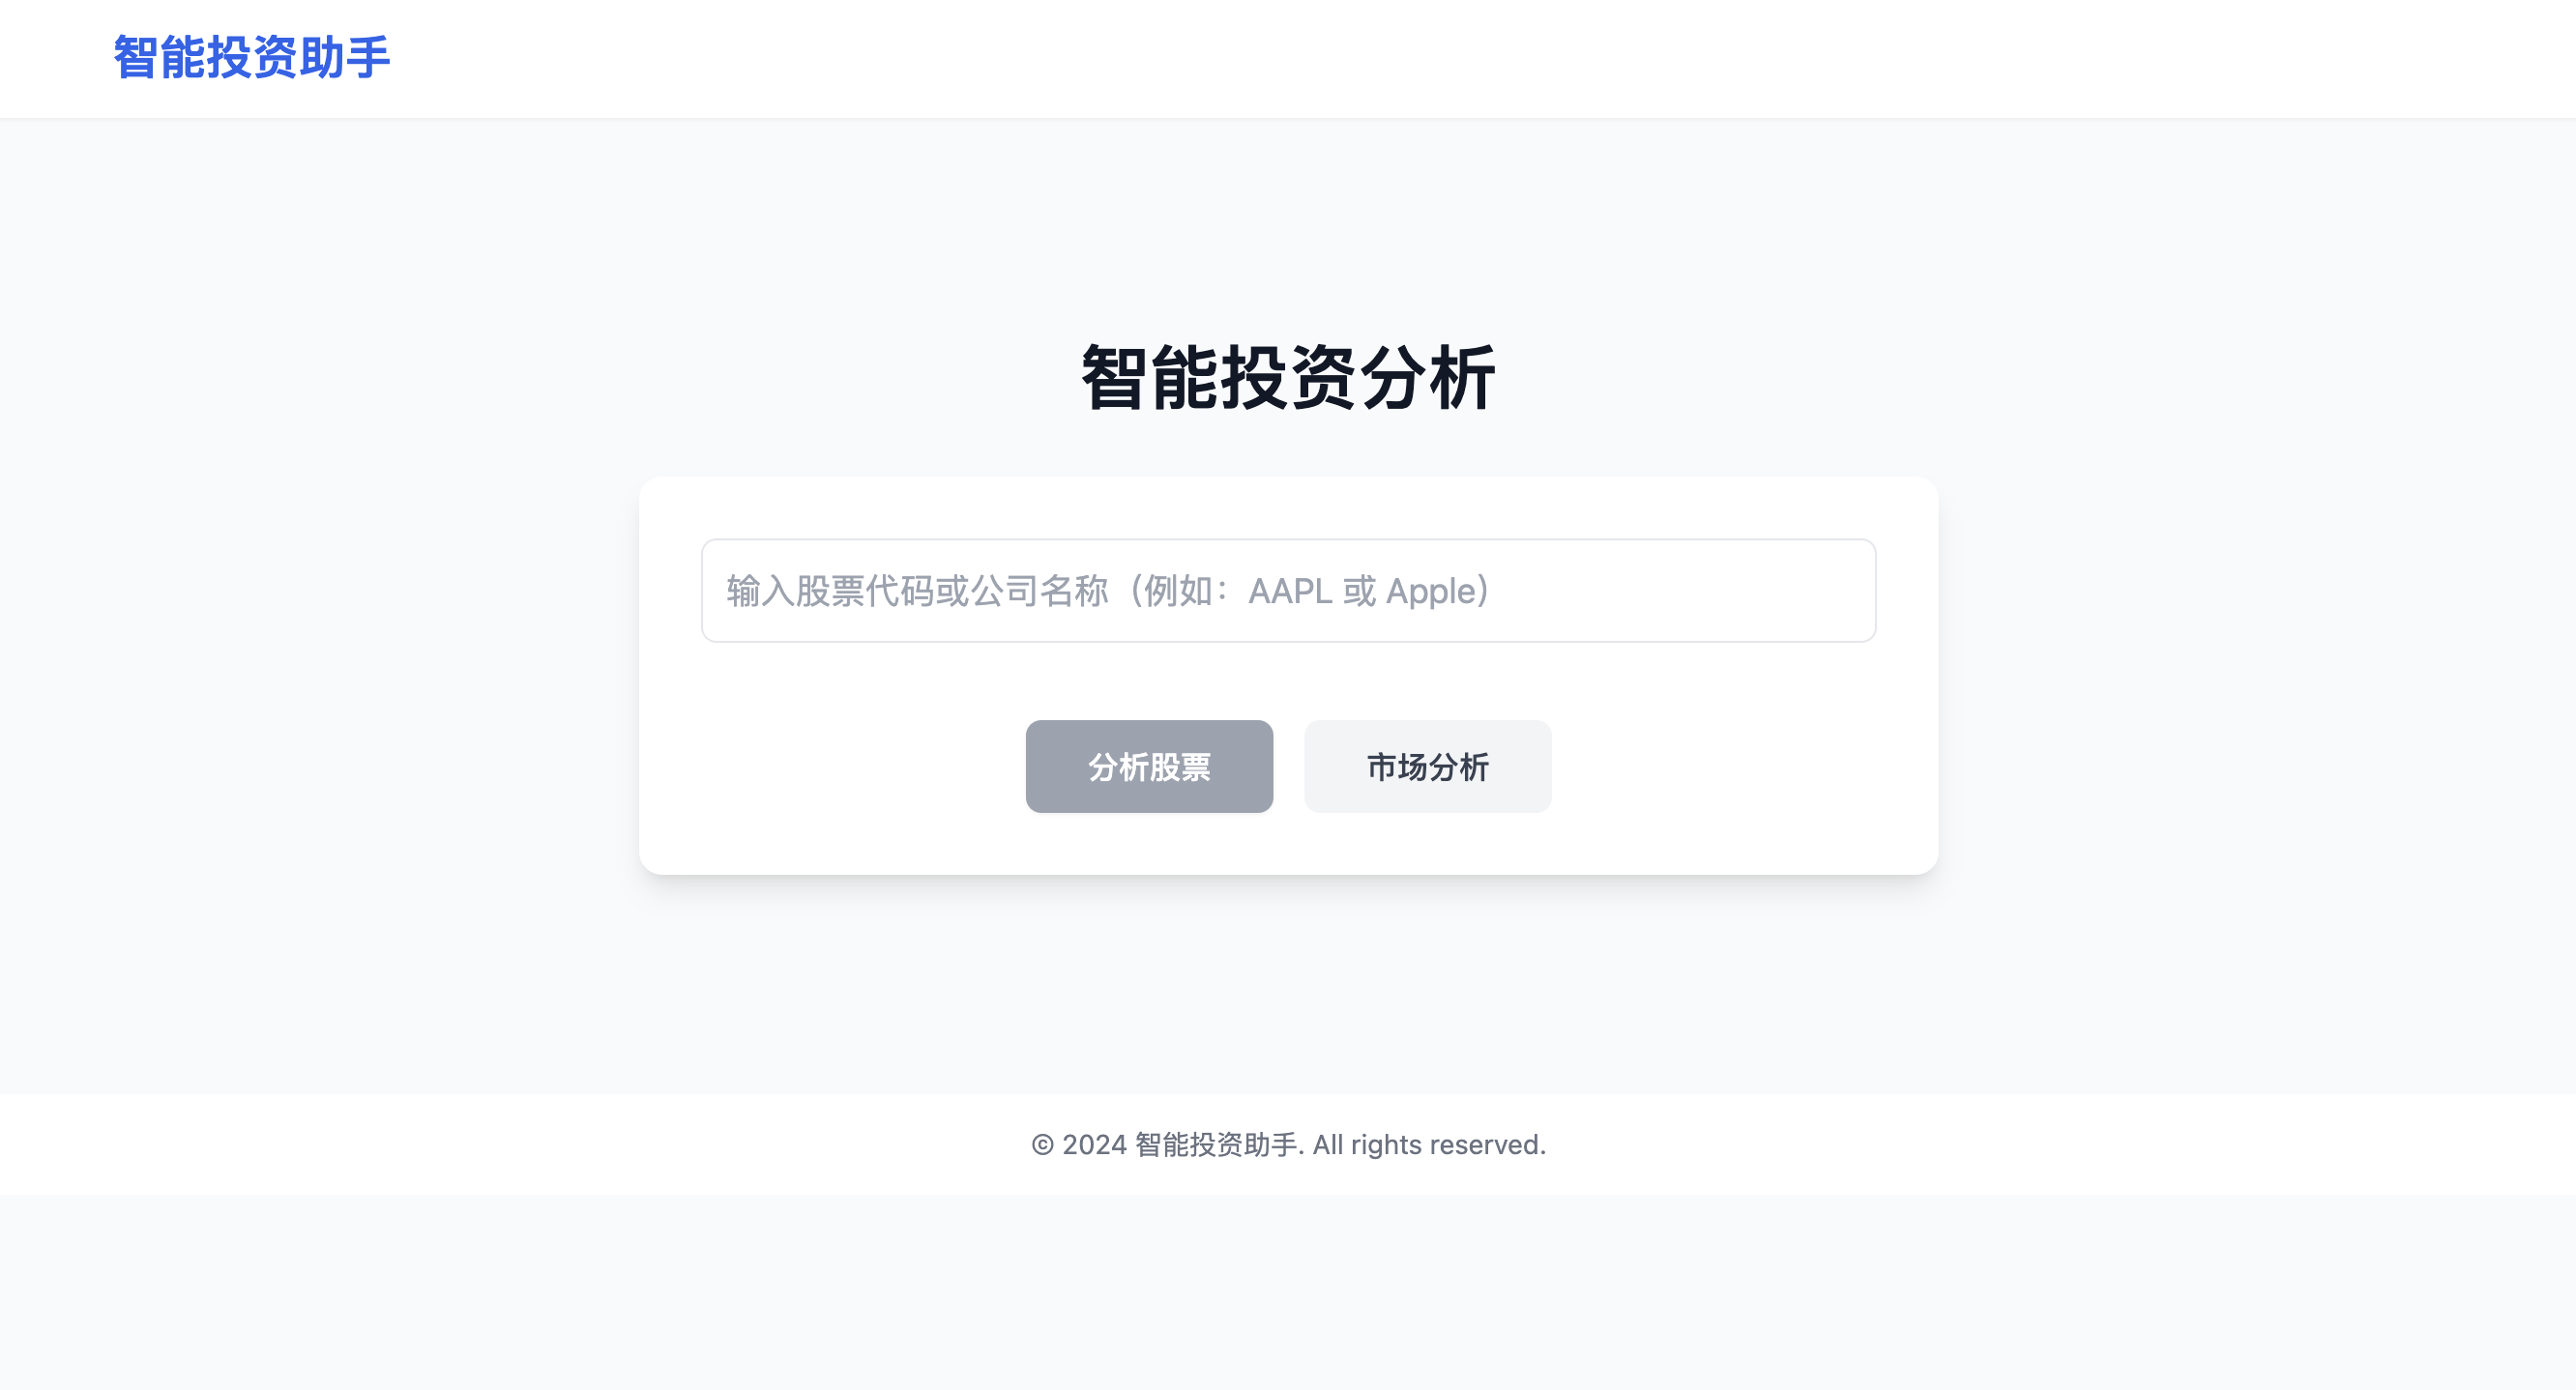 智能投资助手
智能投资分析
输入股票代码或公司名称（例如：AAPL 或 Apple）
分析股票
市场分析
© 2024 智能投资助手. All rights reserved.